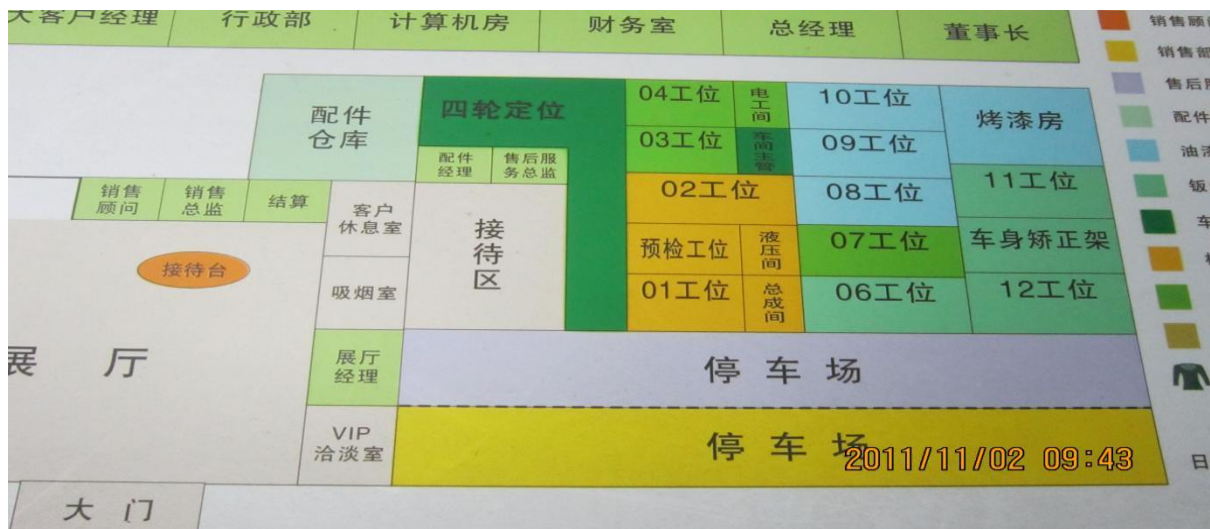 大客户经理
行政部
计算机房
财务室
总经理
董事长
销售顾
销售部
售后服
配件
油漆
钣
车
配件
仓库
四轮定位
配件
经理
售后服
务总监
04工位
电工间
10工位
烤漆房
03工位
车间主管
09工位
02工位
08工位
11工位
销售
顾问
销售
总监
结算
客户
休息室
接待区
预检工位
液压间
07工位
车身矫正架
接待台
吸烟室
01工位
总成间
06工位
12工位
展厅
展厅
经理
停车场
VIP
洽谈室
停车场
2011/11/02 09:43
大门
日